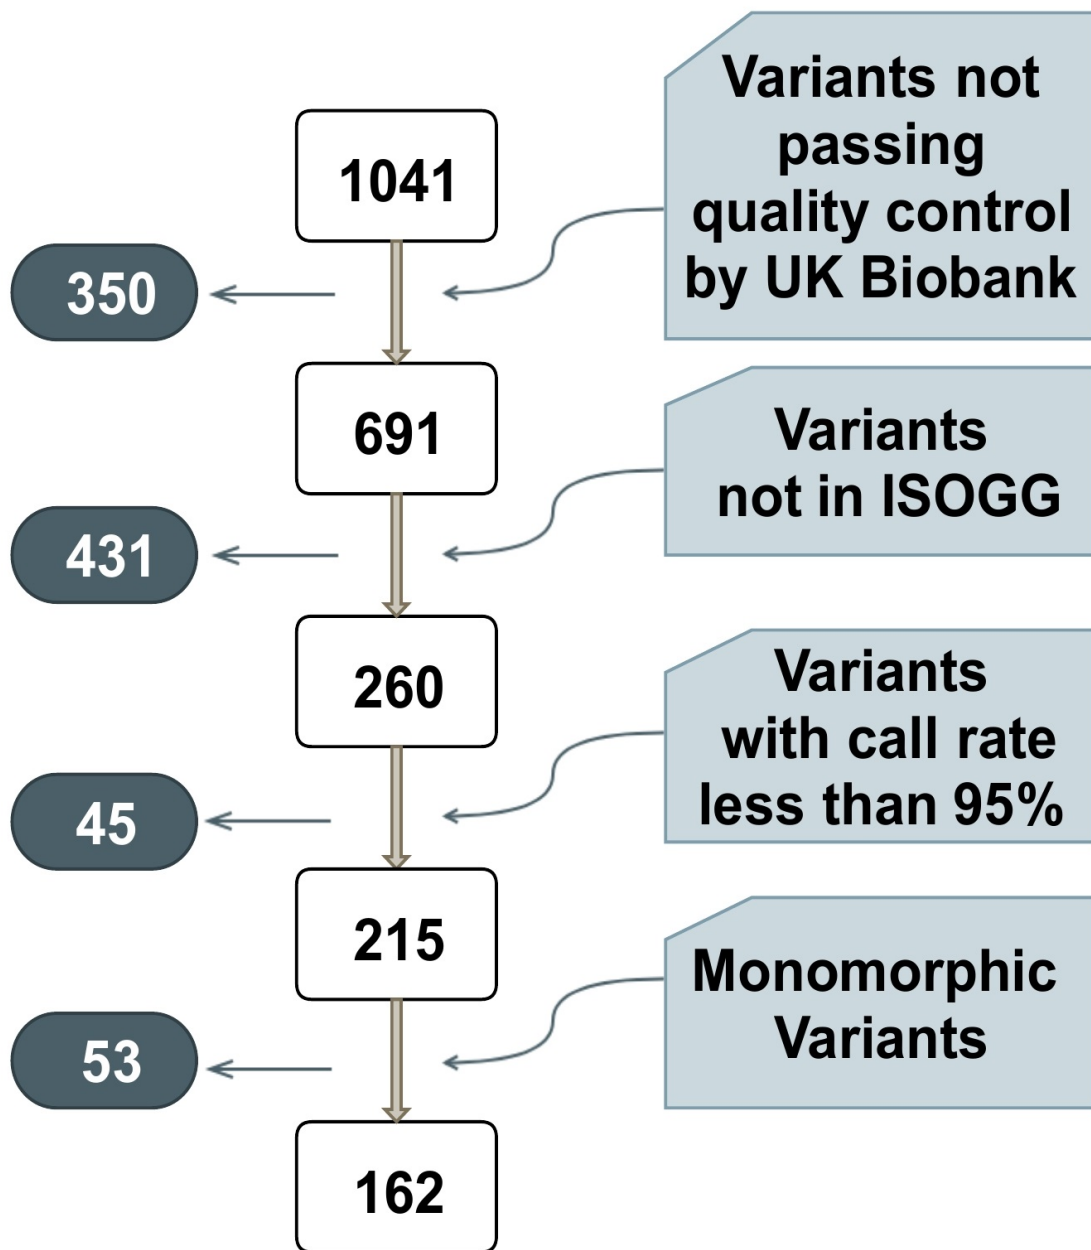 1041
Variants not
passing
quality control
by UK Biobank
350
691
Variants
not in ISOGG
431
260
Variants
with call rate
less than 95%
45
215
Monomorphic
Variants
53
162